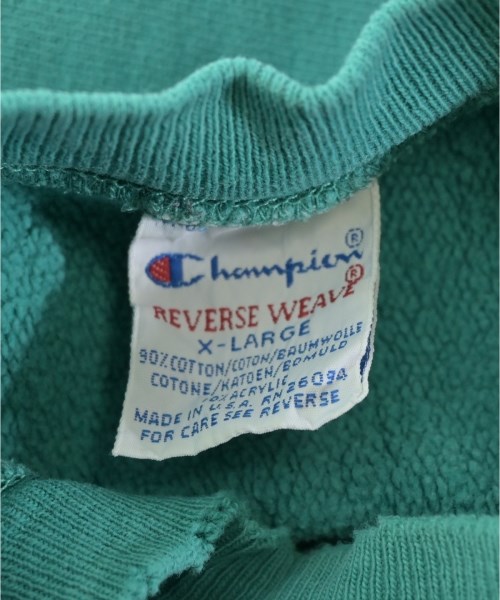 Champion®
REVERSE WEAVE®
X-LARGE
90% COTTON/COTON/BAUMWOLLE
COTONE/KATOEN/BOMULD
ACRYLIC
MADE IN U.S.A. RN 26094
FOR CARE SEE REVERSE